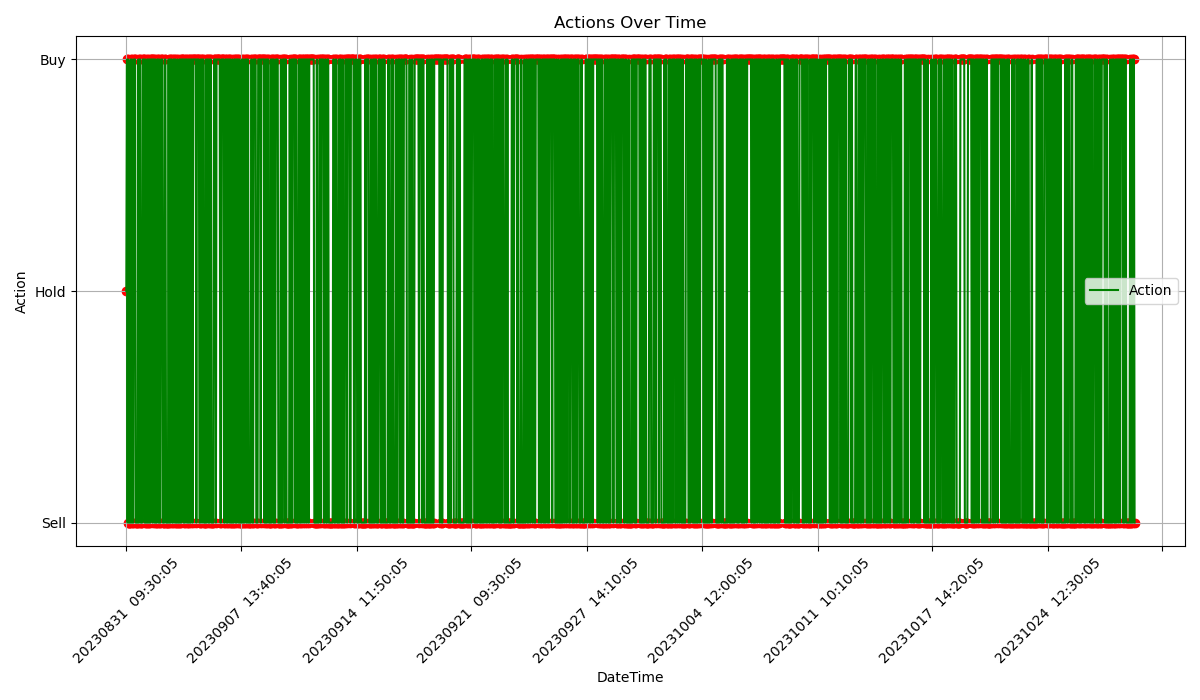 Actions Over Time
Buy
Hold
Sell
Action
Action
20230831 09:30:05
20230907 13:40:05
20230914 11:50:05
20230921 09:30:05
20230927 14:10:05
20231004 12:00:05
20231011 10:10:05
20231017 14:20:05
20231024 12:30:05
DateTime